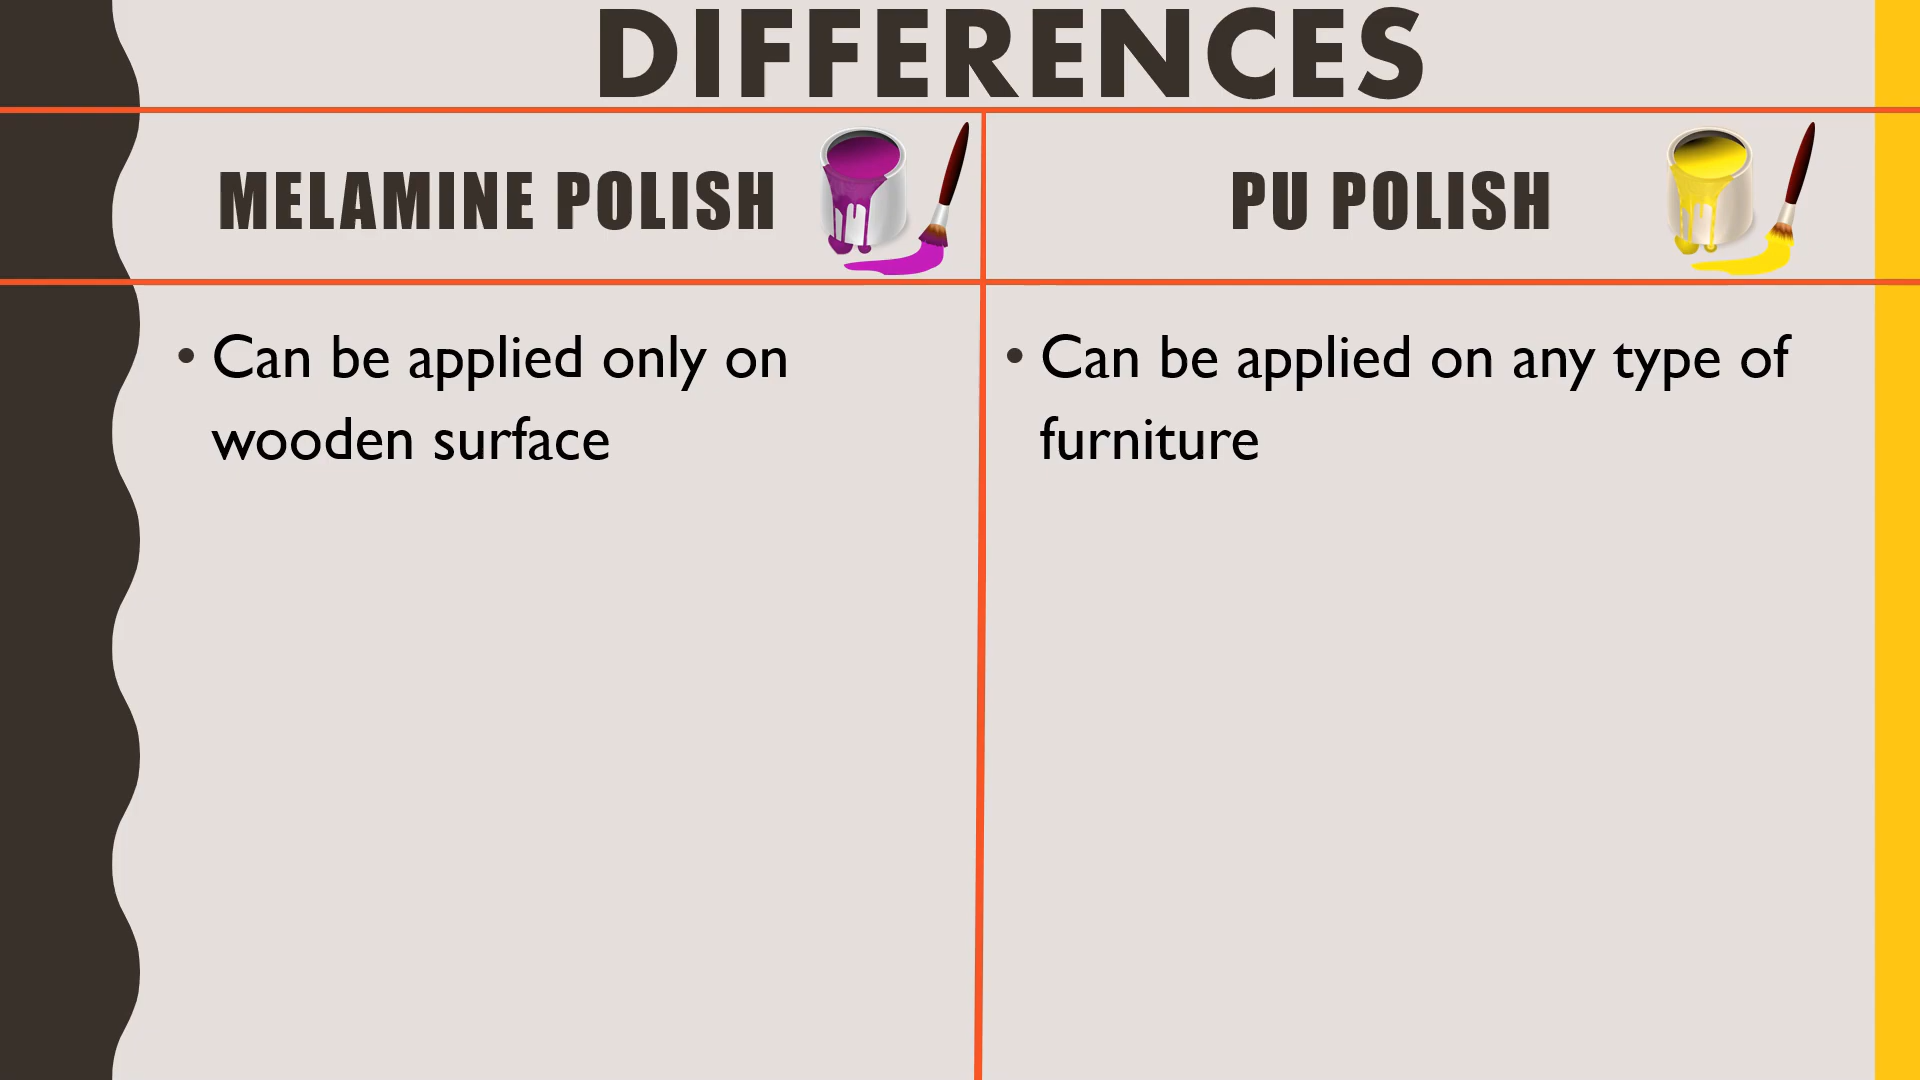 DIFFERENCES
MELAMINE POLISH
PU POLISH
• Can be applied only on
wooden surface
• Can be applied on any type of
furniture